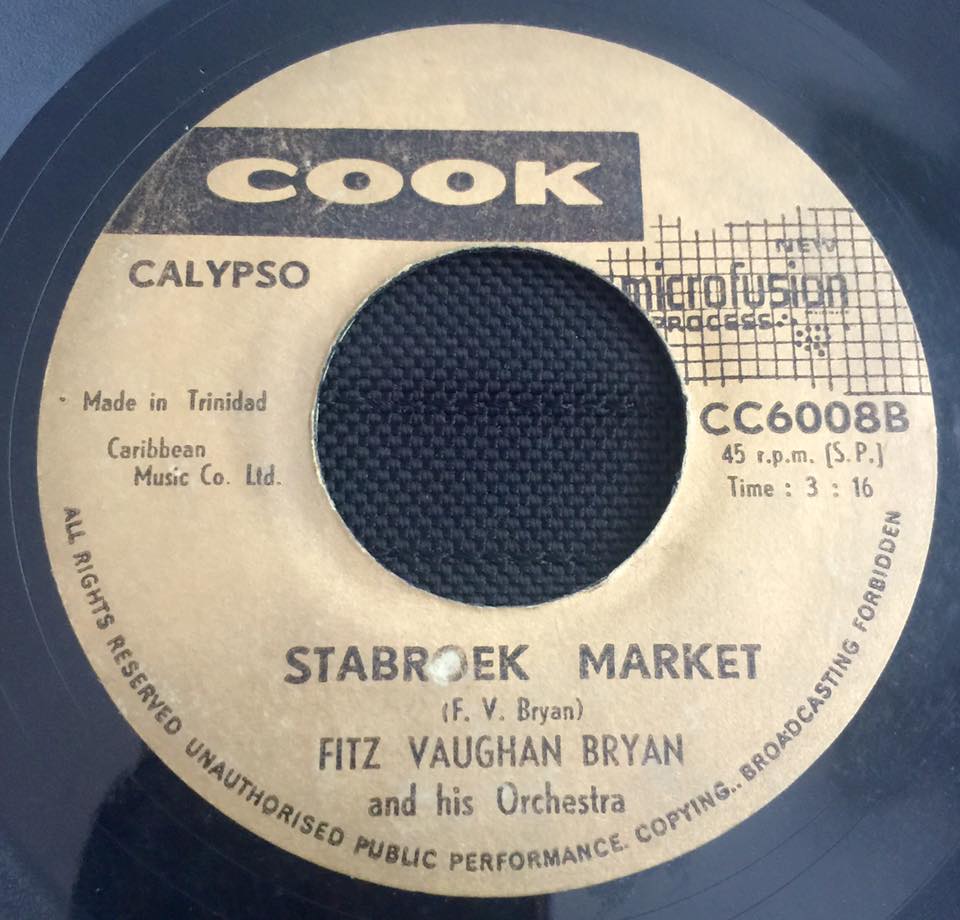 COOK
CALYPSO
NEW
microfusion
PROCESS
Made in Trinidad
Caribbean
Music Co. Ltd.
CC6008B
45 r.p.m. (S.P.)
Time : 3 : 16
STABROEK MARKET
(F. V. Bryan)
FITZ VAUGHAN BRYAN
and his Orchestra
ALL RIGHTS RESERVED UNAUTHORISED PUBLIC PERFORMANCE. COPYING.. BROADCASTING FORBIDDEN